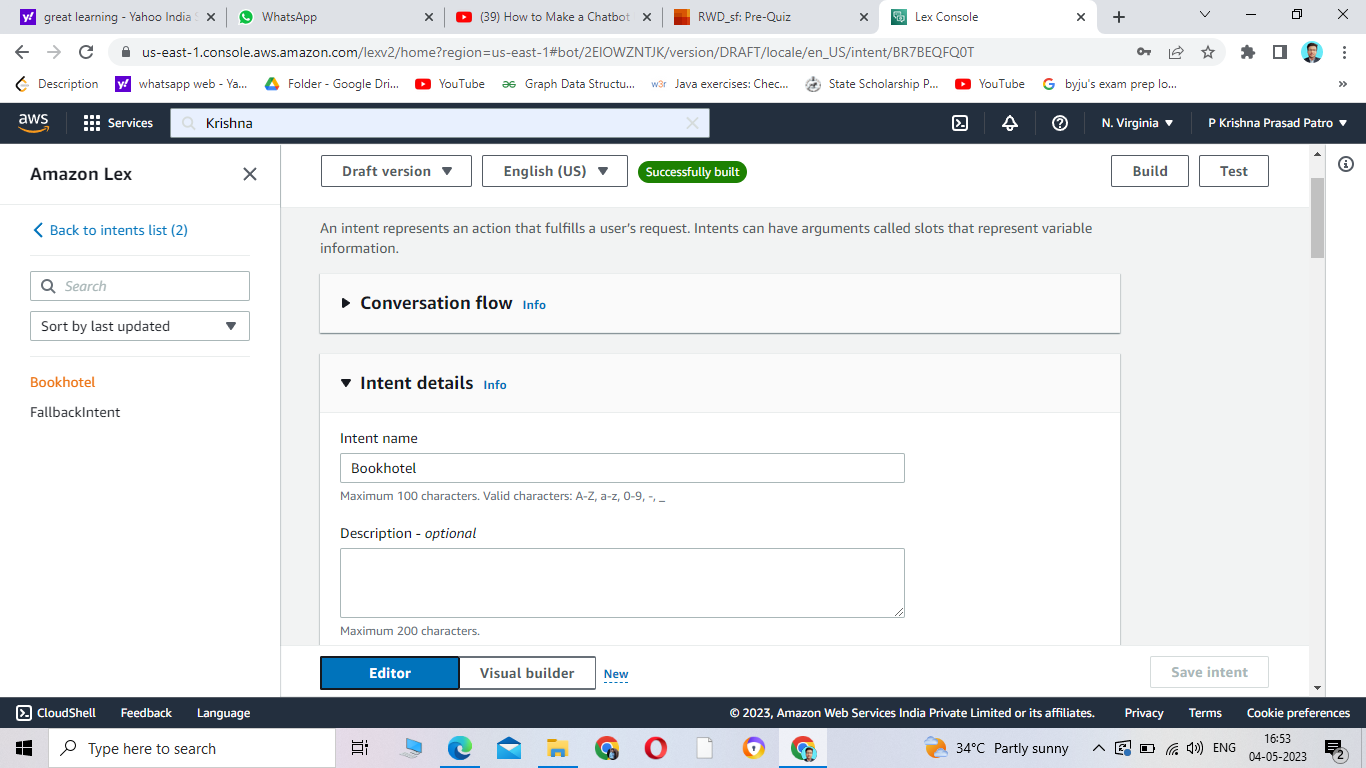 great learning - Yahoo India S
WhatsApp
(39) How to Make a Chatbot
RWD_sf: Pre-Quiz
Lex Console
us-east-1.console.aws.amazon.com/lexv2/home?region=us-east-1#bot/2EIOWZNTJK/version/DRAFT/locale/en_US/intent/BR7BEQFQ0T
Description
whatsapp web - Ya...
Folder - Google Dri...
YouTube
Graph Data Structu...
w3r Java exercises: Chec...
State Scholarship P...
YouTube
byju's exam prep lo...
»
aws
Services
Krishna
N. Virginia
P Krishna Prasad Patro
Amazon Lex
Draft version
English (US)
Successfully built
Build
Test
Back to intents list (2)
An intent represents an action that fulfills a user's request. Intents can have arguments called slots that represent variable
information.
Search
Sort by last updated
Conversation flow Info
Bookhotel
FallbackIntent
Intent details Info
Intent name
Bookhotel
Maximum 100 characters. Valid characters: A-Z, a-z, 0-9, -, _
Description - optional
Maximum 200 characters.
Editor
Visual builder
New
Save intent
CloudShell
Feedback
Language
© 2023, Amazon Web Services India Private Limited or its affiliates.
Privacy
Terms
Cookie preferences
Type here to search
34°C Partly sunny
ENG
16:53
04-05-2023
2